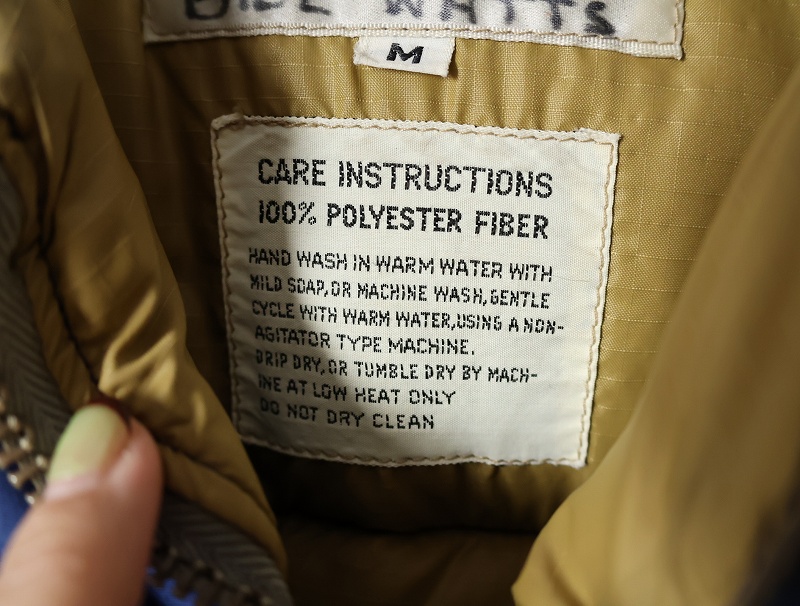 WATTS
M
CARE INSTRUCTIONS
100% POLYESTER FIBER
HAND WASH IN WARM WATER WITH
MILD SOAP, OR MACHINE WASH, GENTLE
CYCLE WITH WARM WATER, USING A NON-
AGITATOR TYPE MACHINE.
DRIP DRY, OR TUMBLE DRY BY MACH-
INE AT LOW HEAT ONLY
DO NOT DRY CLEAN